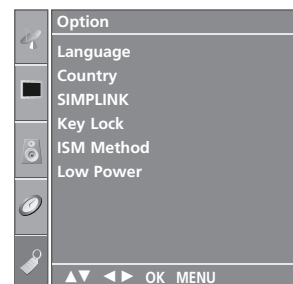 Option
Language
Country
SIMPLINK
Key Lock
ISM Method
Low Power
▲▼ ◄► OK MENU